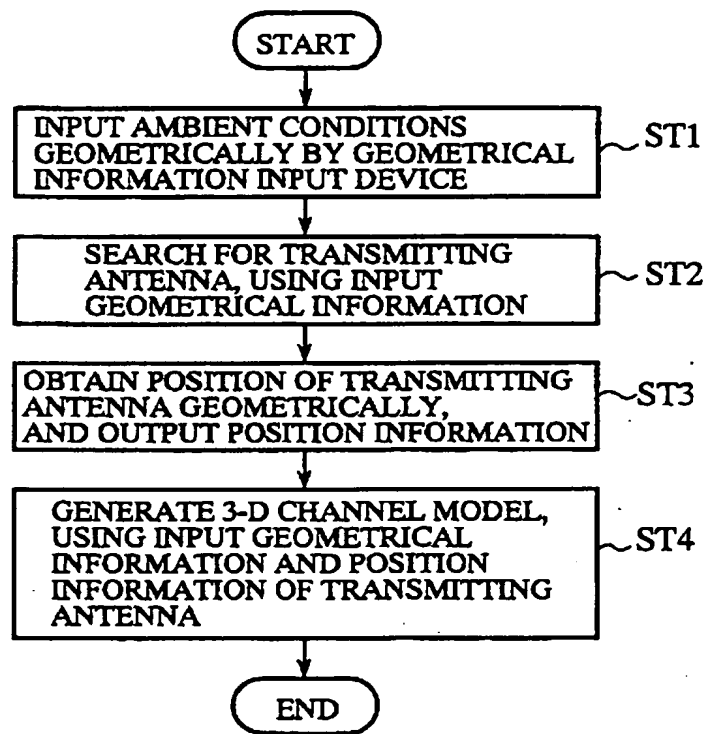 START
INPUT AMBIENT CONDITIONS
GEOMETRICALLY BY GEOMETRICAL
INFORMATION INPUT DEVICE
ST1
SEARCH FOR TRANSMITTING
ANTENNA, USING INPUT
GEOMETRICAL INFORMATION
ST2
OBTAIN POSITION OF TRANSMITTING
ANTENNA GEOMETRICALLY,
AND OUTPUT POSITION INFORMATION
ST3
GENERATE 3-D CHANNEL MODEL,
USING INPUT GEOMETRICAL
INFORMATION AND POSITION
INFORMATION OF TRANSMITTING
ANTENNA
ST4
END